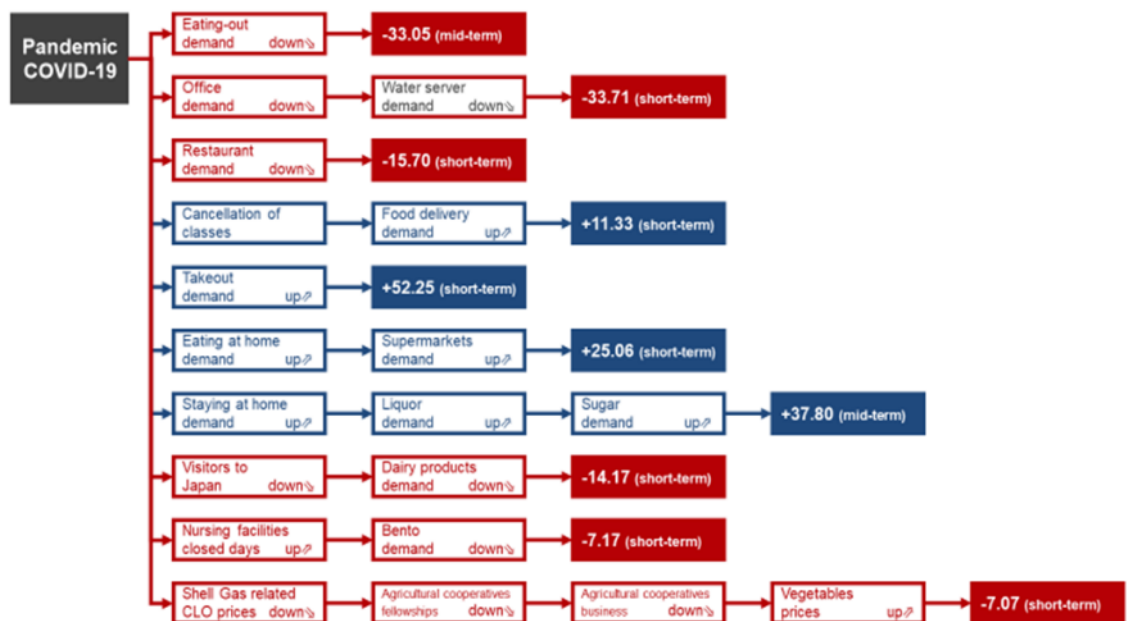 Pandemic
COVID-19
Eating-out
demand down⇘
-33.05 (mid-term)
Office
demand down⇘
Water server
demand down⇘
-33.71 (short-term)
Restaurant
demand down⇘
-15.70 (short-term)
Cancellation of
classes
Food delivery
demand up⇗
+11.33 (short-term)
Takeout
demand up⇗
+52.25 (short-term)
Eating at home
demand up⇗
Supermarkets
demand up⇗
+25.06 (short-term)
Staying at home
demand up⇗
Liquor
demand up⇗
Sugar
demand up⇗
+37.80 (mid-term)
Visitors to
Japan down⇘
Dairy products
demand down⇘
-14.17 (short-term)
Nursing facilities
closed days up⇗
Bento
demand down⇘
-7.17 (short-term)
Shell Gas related
CLO prices down⇘
Agricultural cooperatives
fellowships down⇘
Agricultural cooperatives
business down⇘
Vegetables
prices up⇗
-7.07 (short-term)